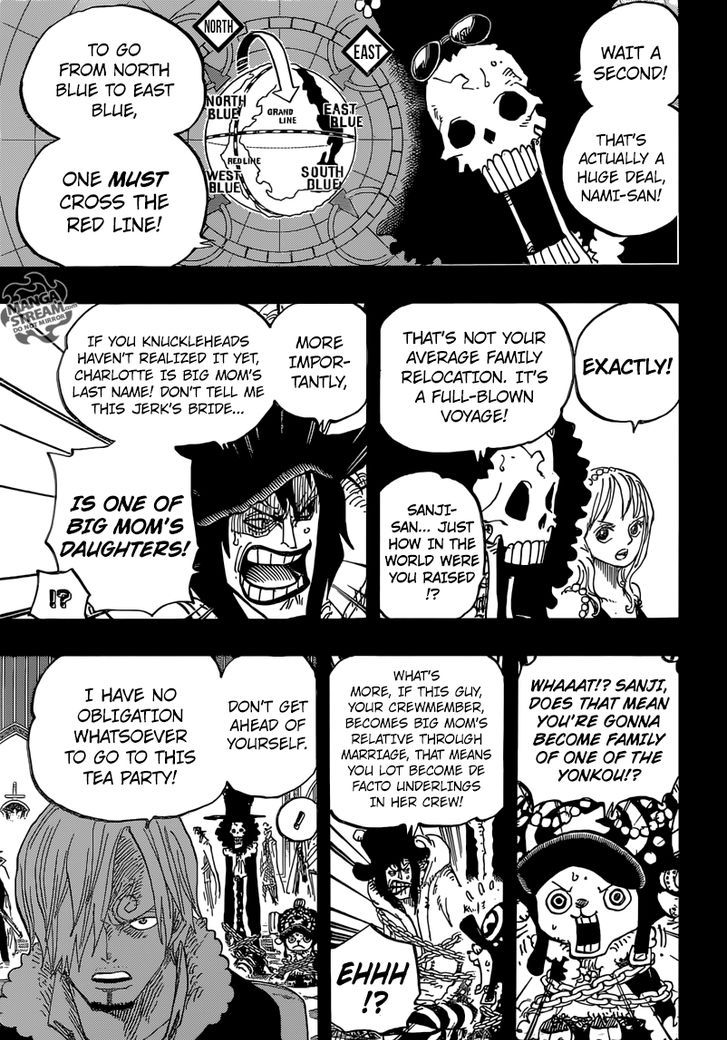 WAIT A
SECOND!
THAT'S
ACTUALLY A
HUGE DEAL,
NAMI-SAN!
NORTH
EAST
NORTH
BLUE
GRAND
LINE
EAST
BLUE
RED LINE
WEST
BLUE
SOUTH
BLUE
TO GO
FROM NORTH
BLUE TO EAST
BLUE,
ONE MUST
CROSS THE
RED LINE!
MANGA
STREAM.com
DO NOT MIRROR
EXACTLY!
THAT'S NOT YOUR
AVERAGE FAMILY
RELOCATION. IT'S
A FULL-BLOWN
VOYAGE!
SANJI-
SAN... JUST
HOW IN THE
WORLD WERE
YOU RAISED
!?
MORE
IMPOR-
TANTLY,
IF YOU KNUCKLEHEADS
HAVEN'T REALIZED IT YET,
CHARLOTTE IS BIG MOM'S
LAST NAME! DON'T TELL ME
THIS JERK'S BRIDE...
IS ONE OF
BIG MOM'S
DAUGHTERS!
!?
WHAAAT!? SANJI,
DOES THAT MEAN
YOU'RE GONNA
BECOME FAMILY
OF ONE OF THE
YONKOU!?
WHAT'S
MORE, IF THIS GUY,
YOUR CREWMEMBER,
BECOMES BIG MOM'S
RELATIVE THROUGH
MARRIAGE, THAT MEANS
YOU LOT BECOME DE
FACTO UNDERLINGS
IN HER CREW!
EHHH
!?
DON'T GET
AHEAD OF
YOURSELF.
I HAVE NO
OBLIGATION
WHATSOEVER
TO GO TO THIS
TEA PARTY!
!